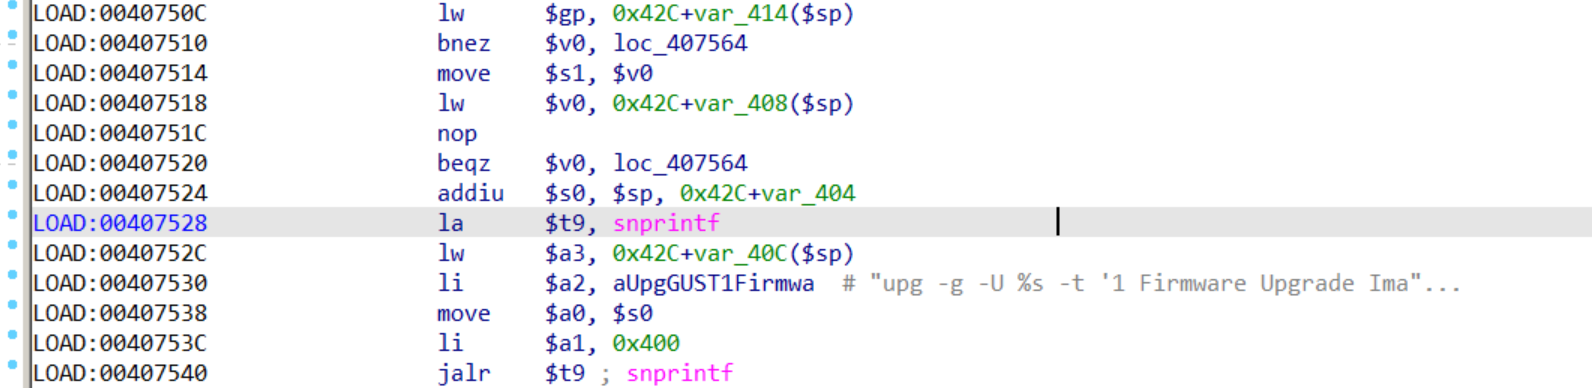 LOAD:0040750C lw $gp, 0x42C+var_414($sp)
LOAD:00407510 bnez $v0, loc_407564
LOAD:00407514 move $s1, $v0
LOAD:00407518 lw $v0, 0x42C+var_408($sp)
LOAD:0040751C nop
LOAD:00407520 beqz $v0, loc_407564
LOAD:00407524 addiu $s0, $sp, 0x42C+var_404
LOAD:00407528 la $t9, snprintf
LOAD:0040752C lw $a3, 0x42C+var_40C($sp)
LOAD:00407530 li $a2, aUpgGUST1Firmwa # "upg -g -U %s -t '1 Firmware Upgrade Ima"...
LOAD:00407538 move $a0, $s0
LOAD:0040753C li $a1, 0x400
LOAD:00407540 jalr $t9 ; snprintf